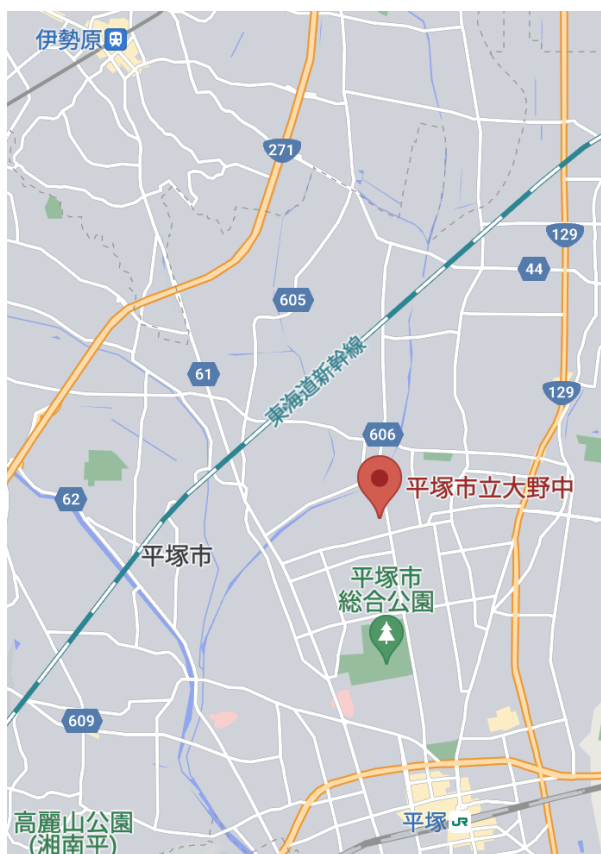 伊勢原
271
129
44
605
東海道新幹線
61
129
606
62
平塚市立大野中
平塚市
平塚市
総合公園
609
高麗山公園
(湘南平)
平塚 JR